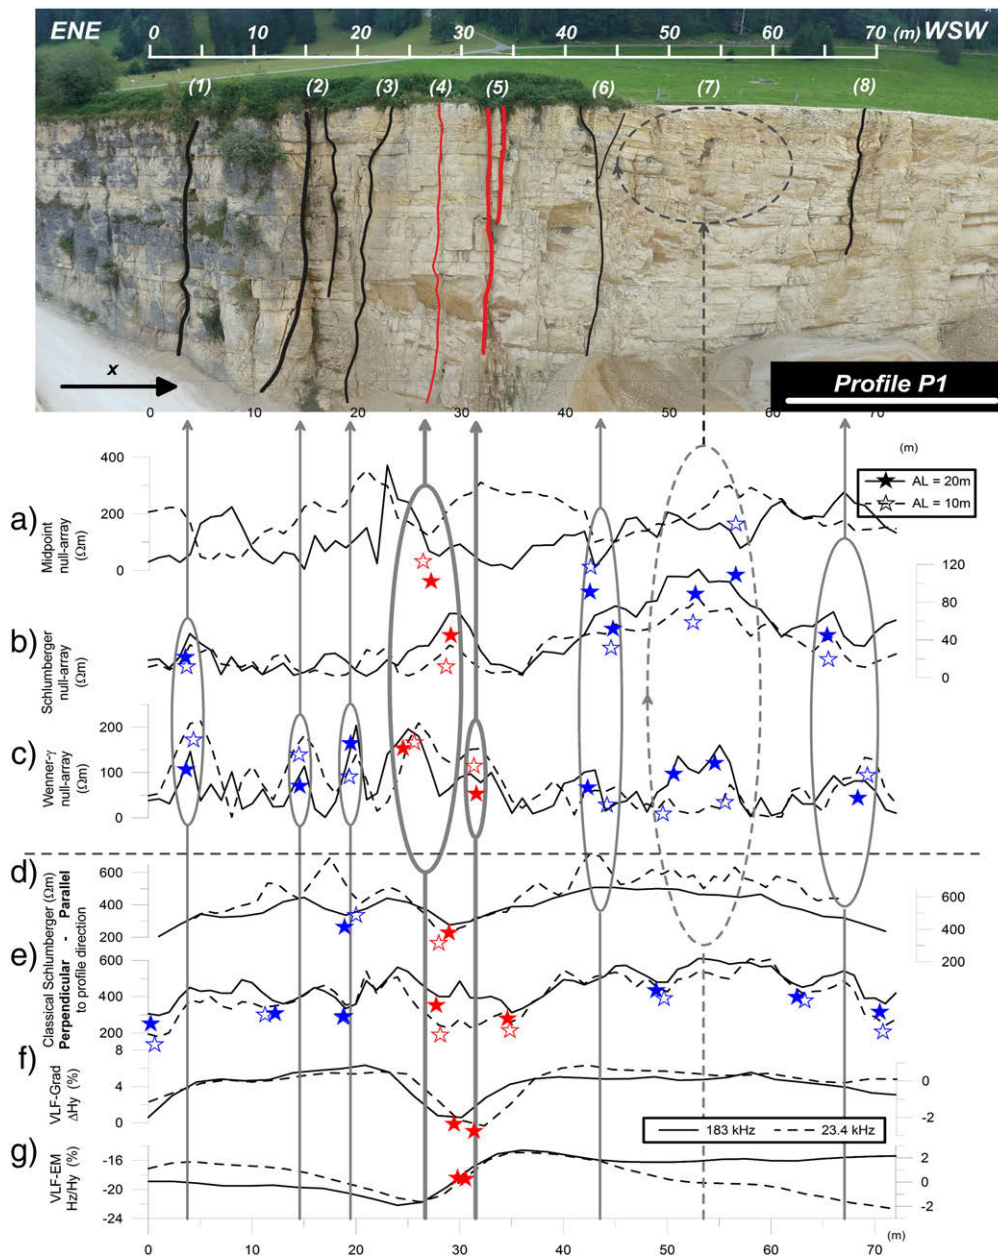 ENE 0 10 20 30 40 50 60 70 (m) WSW
(1) (2) (3) (4) (5) (6) (7) (8)
x
Profile P1
0 10 20 30 40 50 60 70
(m)
AL = 20m
AL = 10m
a) Midpoint
null-array
(Ωm)
400
200
0
b) Schlumberger
null-array
(Ωm)
120
80
40
0
c) Wenner-γ
null-array
(Ωm)
200
100
0
d)
e)
Classical Schlumberger (Ωm)
Perpendicular - Parallel
to profile direction
600
400
200
600
400
200
600
400
200
f) VLF-Grad
ΔHy (%)
8
4
0
0
-2
183 kHz 23.4 kHz
g) VLF-EM
Hz/Hy (%)
-16
-20
-24
2
0
-2
0 10 20 30 40 50 60 (m) 70